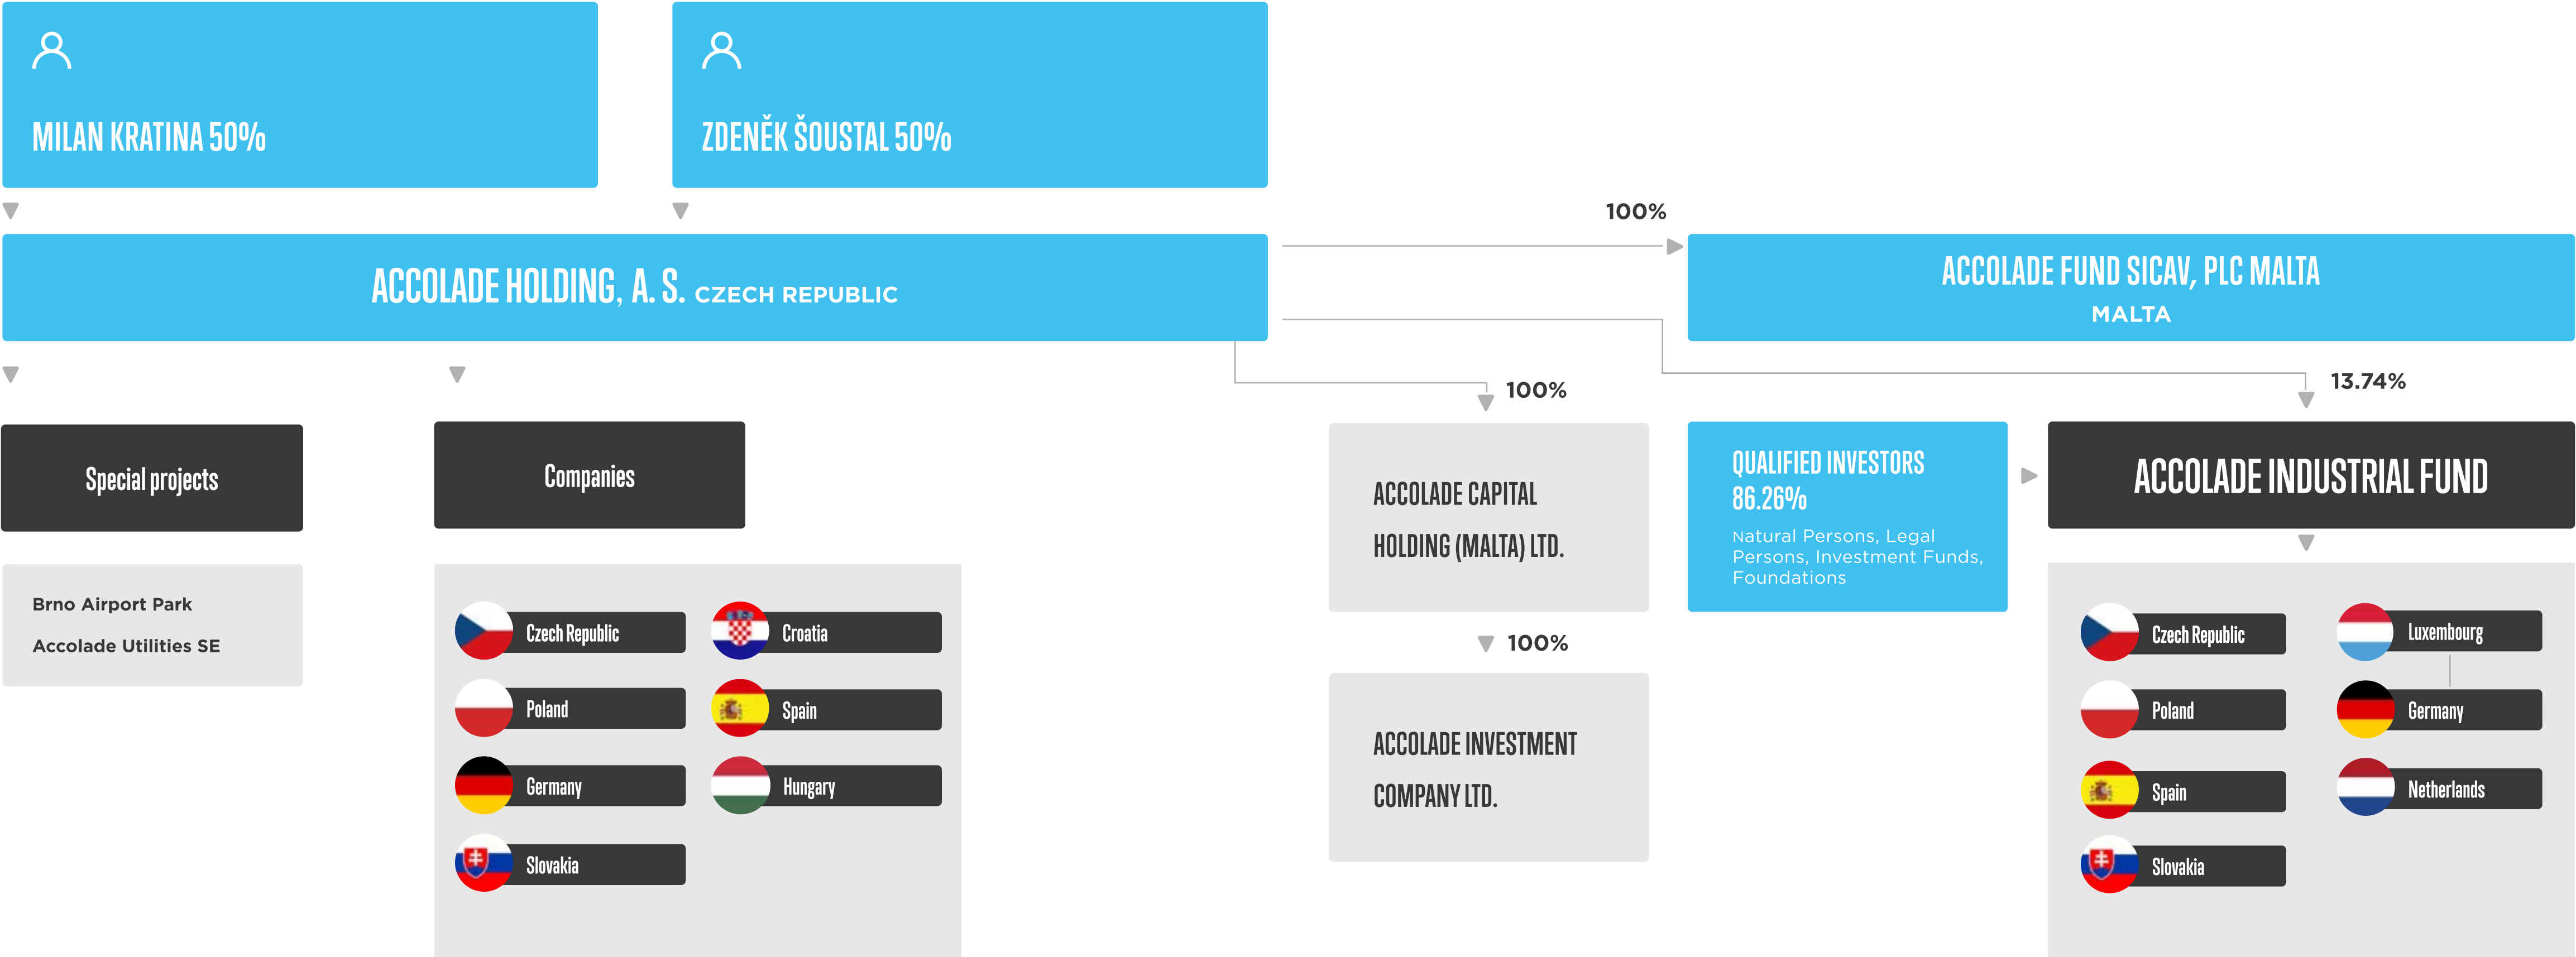 MILAN KRATINA 50%
ZDENĚK ŠOUSTAL 50%
100%
ACCOLADE HOLDING, A. S. CZECH REPUBLIC
ACCOLADE FUND SICAV, PLC MALTA
MALTA
100%
13.74%
Special projects
Companies
ACCOLADE CAPITAL
HOLDING (MALTA) LTD.
QUALIFIED INVESTORS
86.26%
Natural Persons, Legal
Persons, Investment Funds,
Foundations
ACCOLADE INDUSTRIAL FUND
Brno Airport Park
Accolade Utilities SE
Czech Republic
Croatia
Poland
Spain
Germany
Hungary
Slovakia
100%
ACCOLADE INVESTMENT
COMPANY LTD.
Czech Republic
Luxembourg
Poland
Germany
Spain
Netherlands
Slovakia